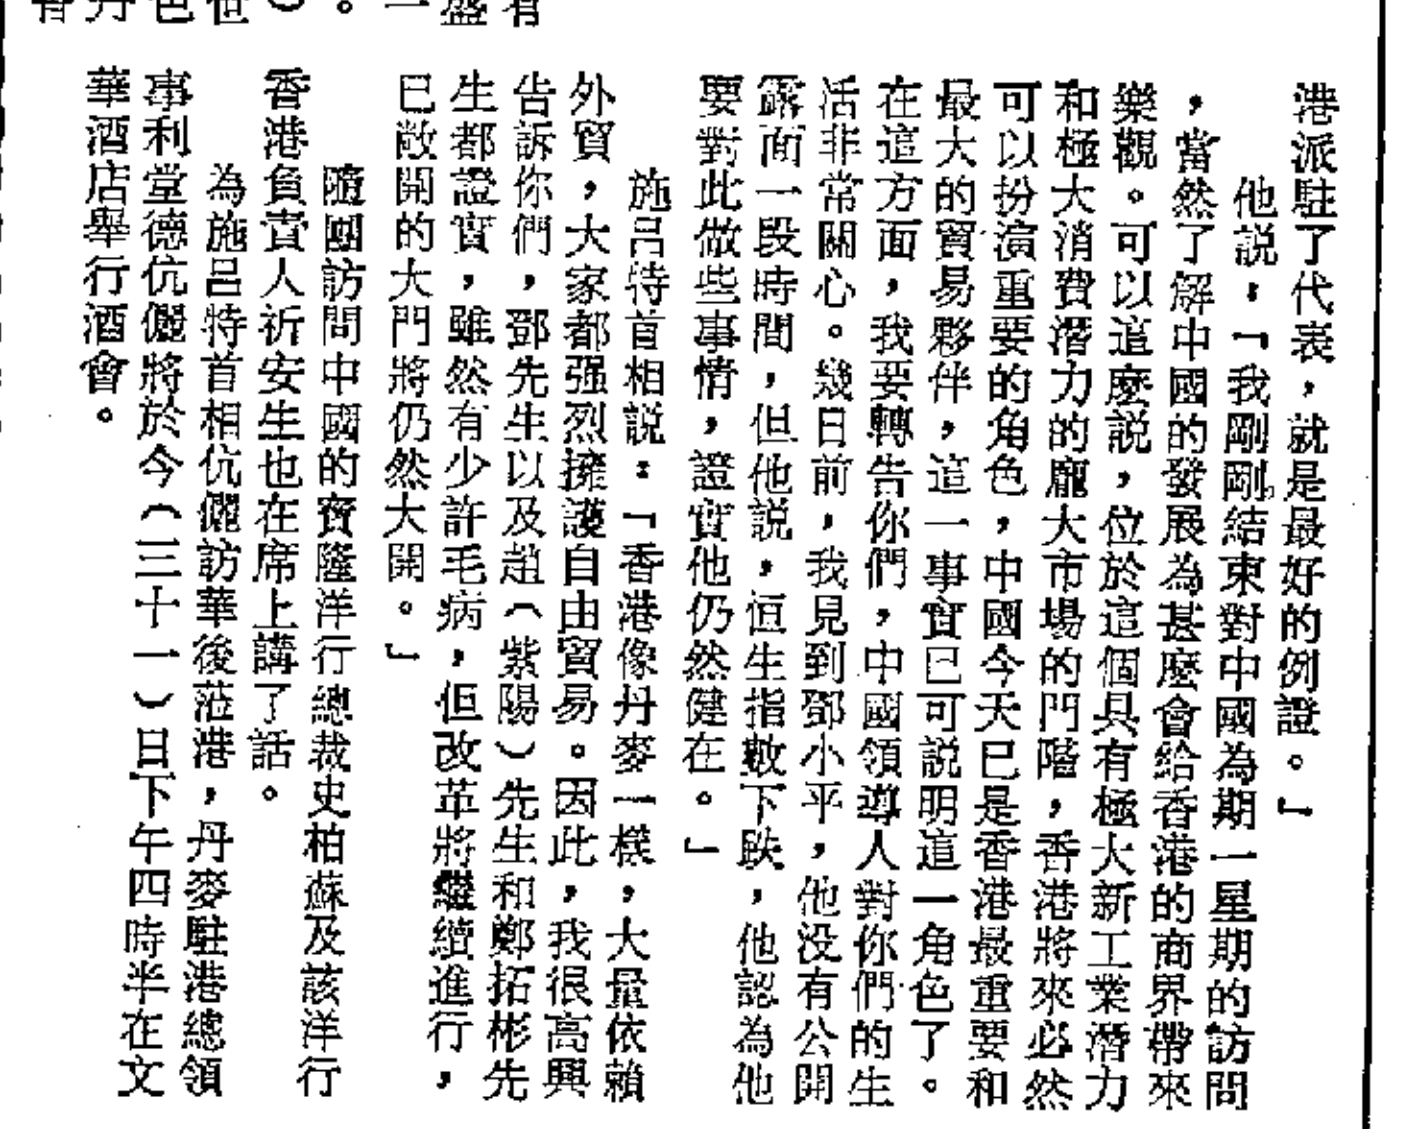 港派駐了代表，就是最好的例證。」
他説：「我剛剛結束對中國為期一星期的訪問
，當然了解中國的發展為甚麼會給香港的商界帶來
樂觀。可以這麼説，位於這個具有極大新工業潛力
和極大消費潛力的龐大市場的門階，香港將來必然
可以扮演重要的角色，中國今天已是香港最重要和
最大的貿易夥伴，這一事實已可説明這一角色了。
在這方面，我要轉告你們，中國領導人對你們的生
活非常關心。幾日前，我見到鄧小平，他没有公開
露面一段時間，但他説，恒生指數下跌，他認為他
要對此做些事情，證實他仍然健在。」
施呂特首相説：「香港像丹麥一樣，大量依賴
外貿，大家都强烈擁護自由貿易。因此，我很高興
告訴你們，鄧先生以及趙（紫陽）先生和鄭拓彬先
生都證實，雖然有少許毛病，但改革將繼續進行，
已敞開的大門將仍然大開。」
隨團訪問中國的寶隆洋行總裁史柏蘇及該洋行
香港負責人祈安生也在席上講了話。
為施呂特首相伉儷訪華後蒞港，丹麥駐港總領
事利堂德伉儷將於今（三十一）日下午四時半在文
華酒店舉行酒會。